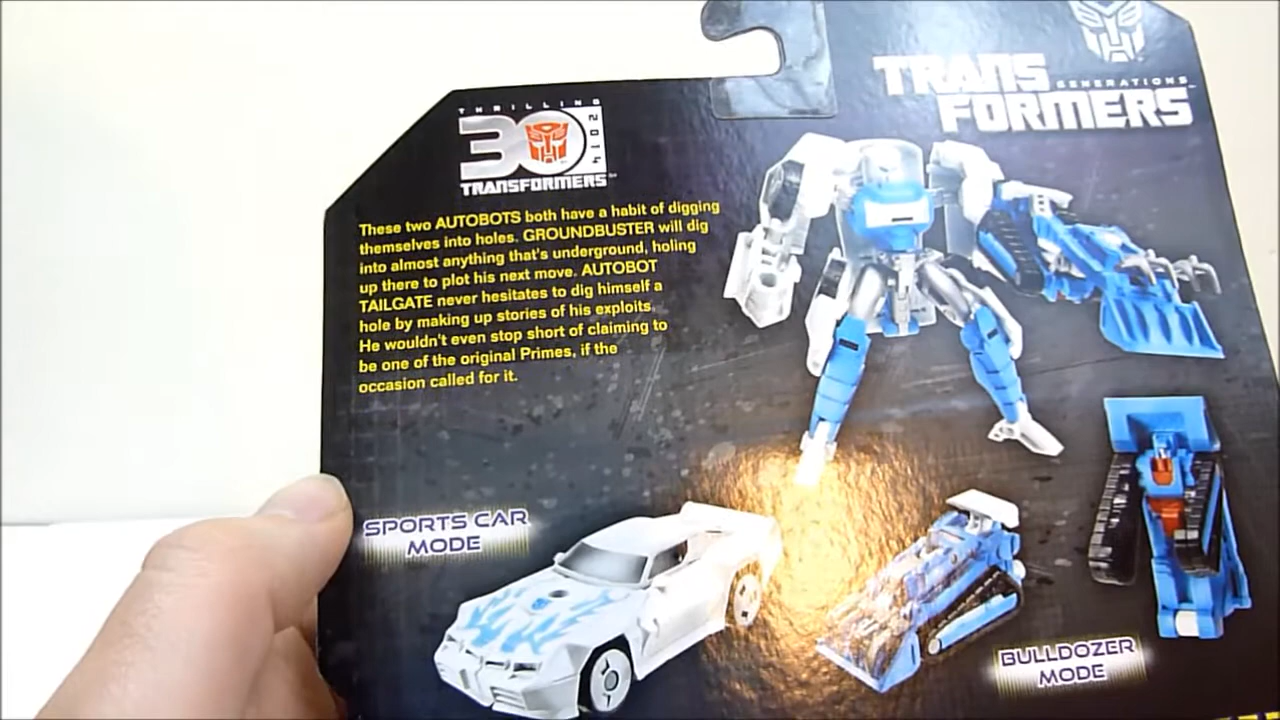 THRILLING
30
2014
TRANSFORMERS
TRANS
GENERATIONS
FORMERS
These two AUTOBOTS both have a habit of digging
themselves into holes. GROUNDBUSTER will dig
into almost anything that's underground, holing
up there to plot his next move. AUTOBOT
TAILGATE never hesitates to dig himself a
hole by making up stories of his exploits.
He wouldn't even stop short of claiming to
be one of the original Primes, if the
occasion called for it.
SPORTS CAR
MODE
BULLDOZER
MODE